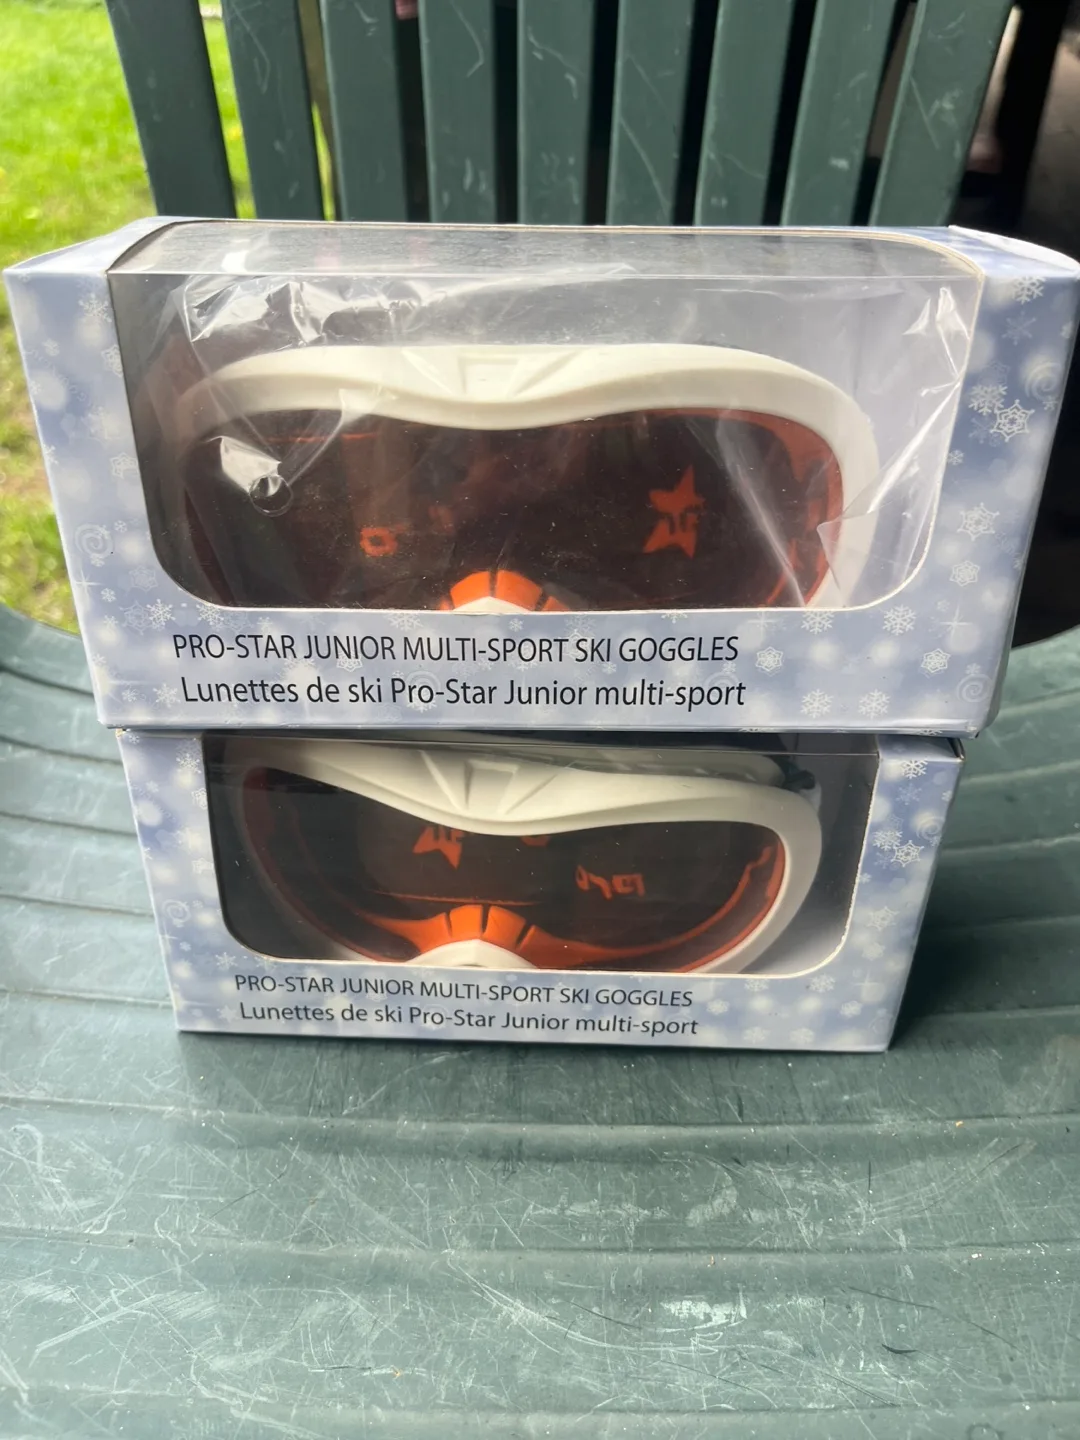 PRO-STAR JUNIOR MULTI-SPORT SKI GOGGLES
Lunettes de ski Pro-Star Junior multi-sport
PRO-STAR JUNIOR MULTI-SPORT SKI GOGGLES
Lunettes de ski Pro-Star Junior multi-sport